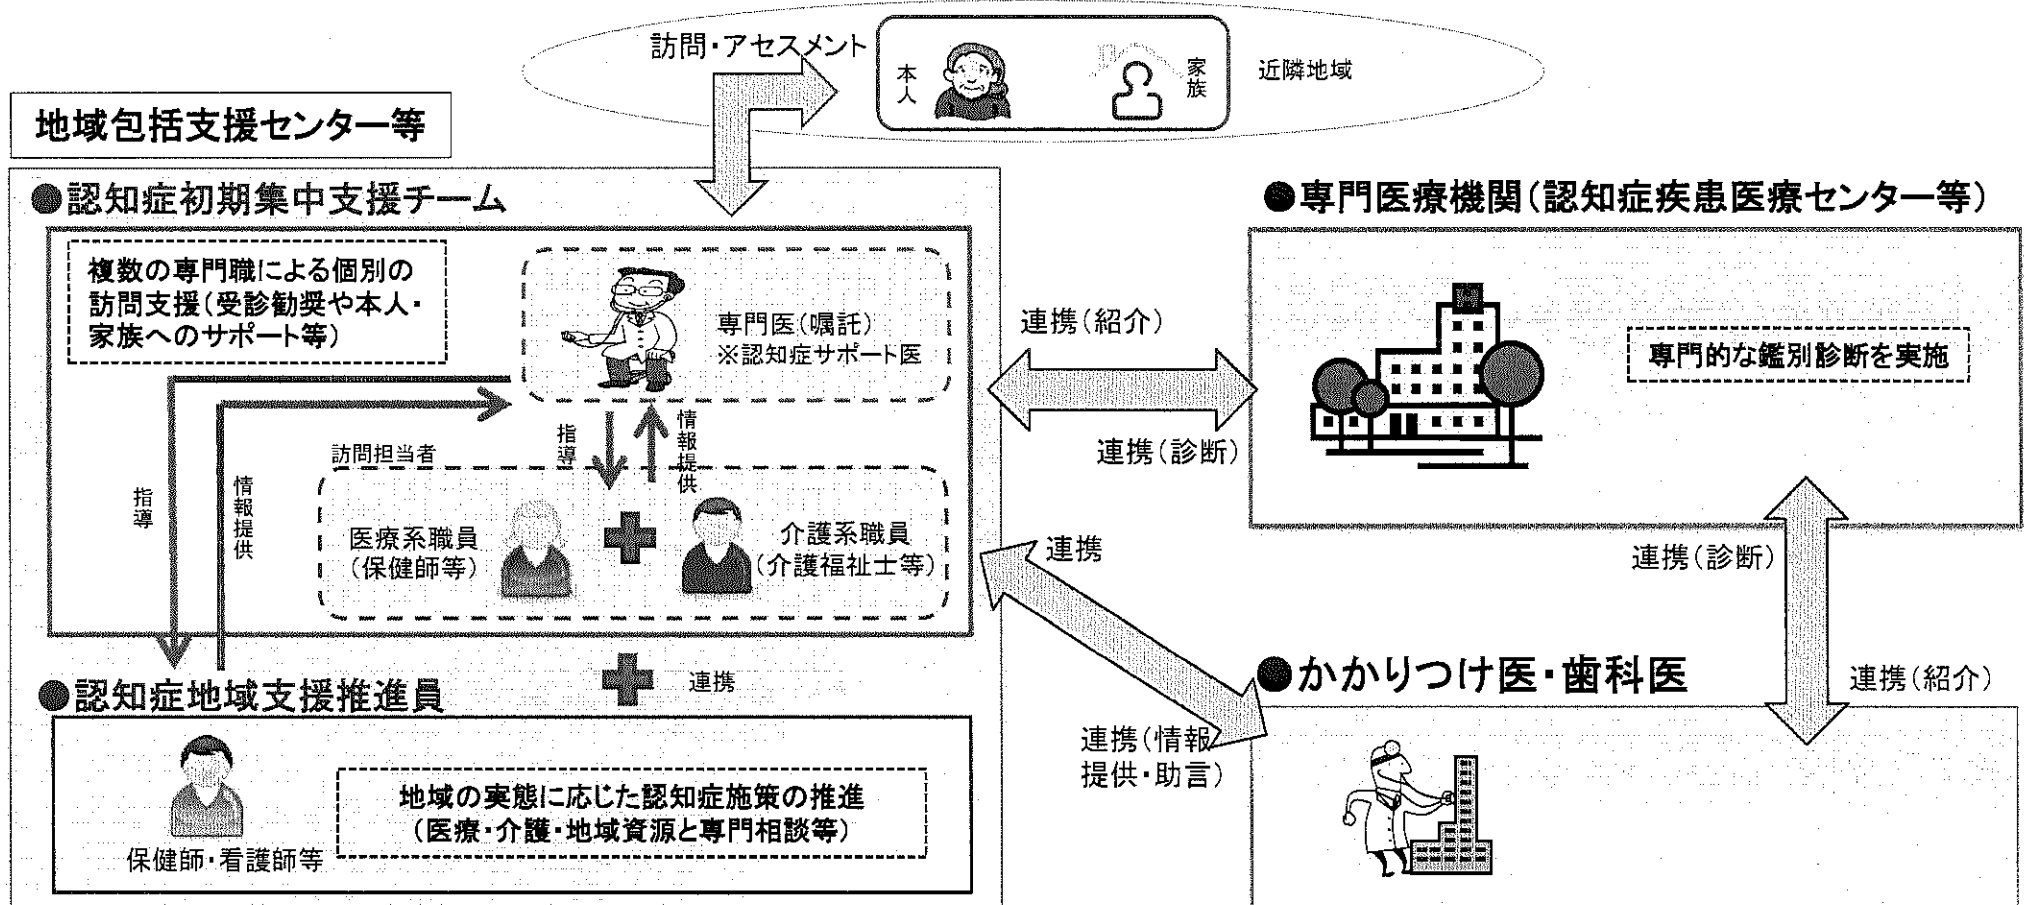 訪問・アセスメント
本人
家族
近隣地域
地域包括支援センター等
●認知症初期集中支援チーム
複数の専門職による個別の
訪問支援(受診勧奨や本人・
家族へのサポート等)
専門医(嘱託)
※認知症サポート医
指導
情報提供
訪問担当者
医療系職員
(保健師等)
介護系職員
(介護福祉士等)
指導
情報提供
連携
●認知症地域支援推進員
保健師・看護師等
地域の実態に応じた認知症施策の推進
(医療・介護・地域資源と専門相談等)
連携(紹介)
連携(診断)
連携
連携(情報
提供・助言)
●専門医療機関(認知症疾患医療センター等)
専門的な鑑別診断を実施
連携(診断)
連携(紹介)
●かかりつけ医・歯科医